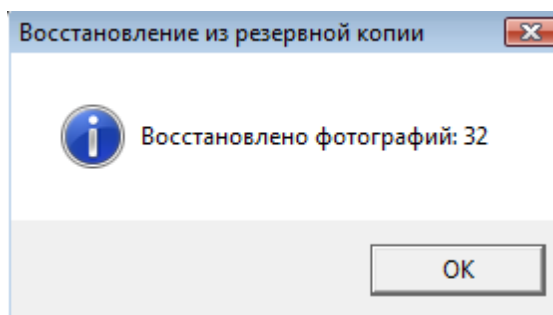 Восстановление из резервной копии
Восстановлено фотографий: 32
OK